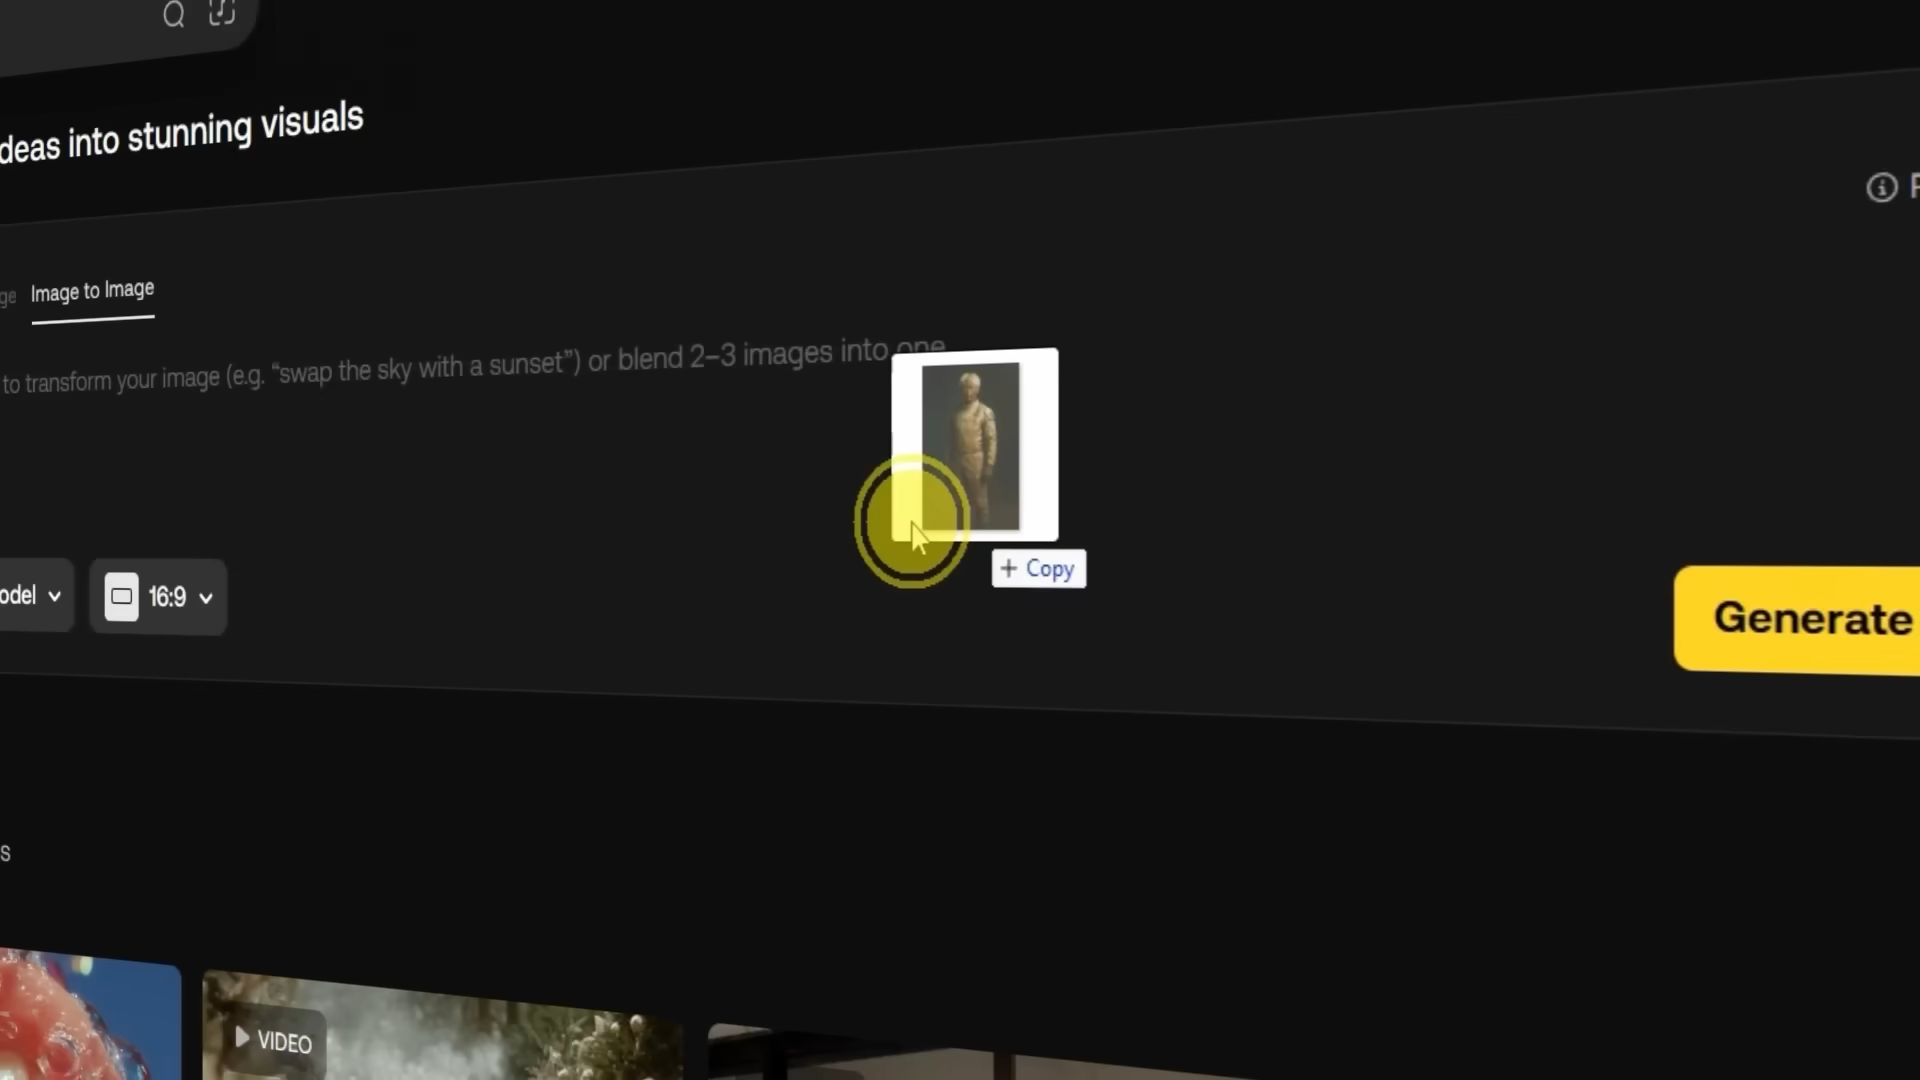 deas into stunning visuals
ge Image to Image
to transform your image (e.g. “swap the sky with a sunset”) or blend 2–3 images into one
+ Copy
odel 16:9
Generate
s
VIDEO